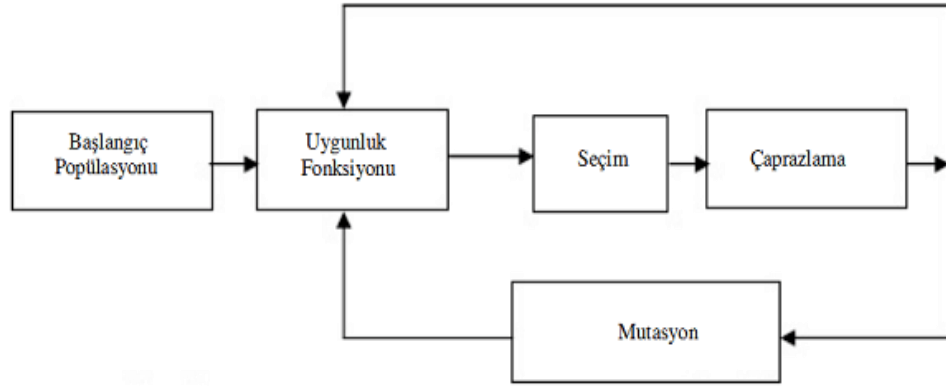 Başlangıç
Popülasyonu
Uygunluk
Fonksiyonu
Seçim
Çaprazlama
Mutasyon